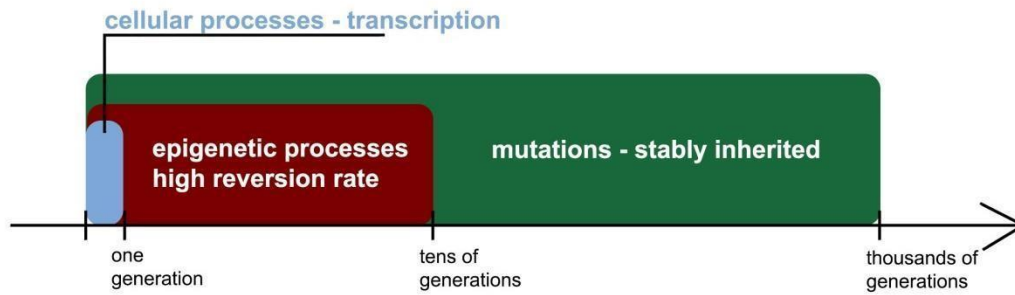 cellular processes - transcription
epigenetic processes
high reversion rate
mutations - stably inherited
one
generation
tens of
generations
thousands of
generations